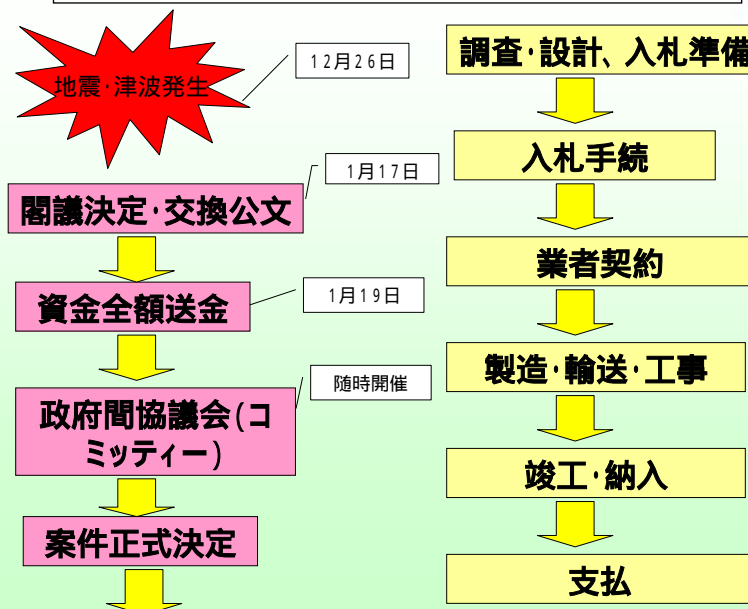 地震・津波発生
12月26日
1月17日
閣議決定・交換公文
資金全額送金
1月19日
随時開催
政府間協議会(コ
ミッティー)
案件正式決定
調査・設計、入札準備
入札手続
業者契約
製造・輸送・工事
竣工・納入
支払